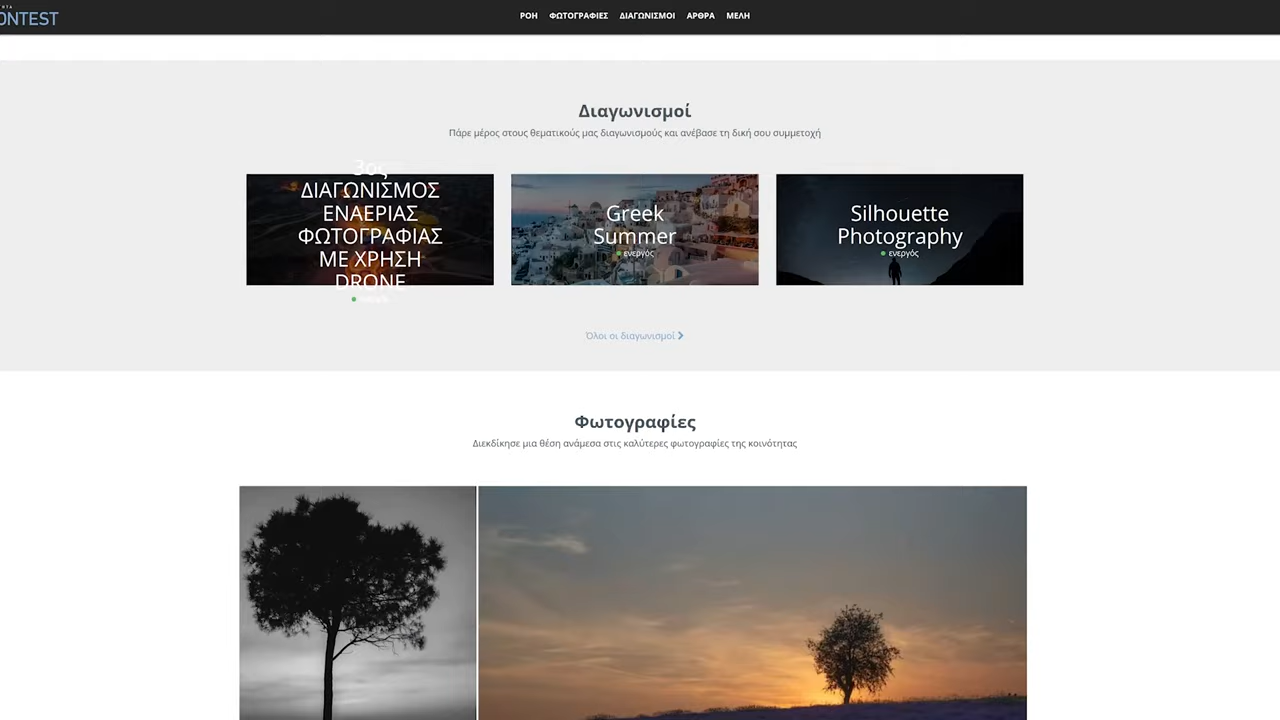 ONTEST
ΡΟΗ ΦΩΤΟΓΡΑΦΙΕΣ ΔΙΑΓΩΝΙΣΜΟΙ ΑΡΘΡΑ ΜΕΛΗ
Διαγωνισμοί
Πάρε μέρος στους θεματικούς μας διαγωνισμούς και ανέβασε τη δική σου συμμετοχή
3ος
ΔΙΑΓΩΝΙΣΜΟΣ
ΕΝΑΕΡΙΑΣ
ΦΩΤΟΓΡΑΦΙΑΣ
ΜΕ ΧΡΗΣΗ
DRONE
Greek
Summer
ενεργός
Silhouette
Photography
ενεργός
Όλοι οι διαγωνισμοί
Φωτογραφίες
Διεκδίκησε μια θέση ανάμεσα στις καλύτερες φωτογραφίες της κοινότητας